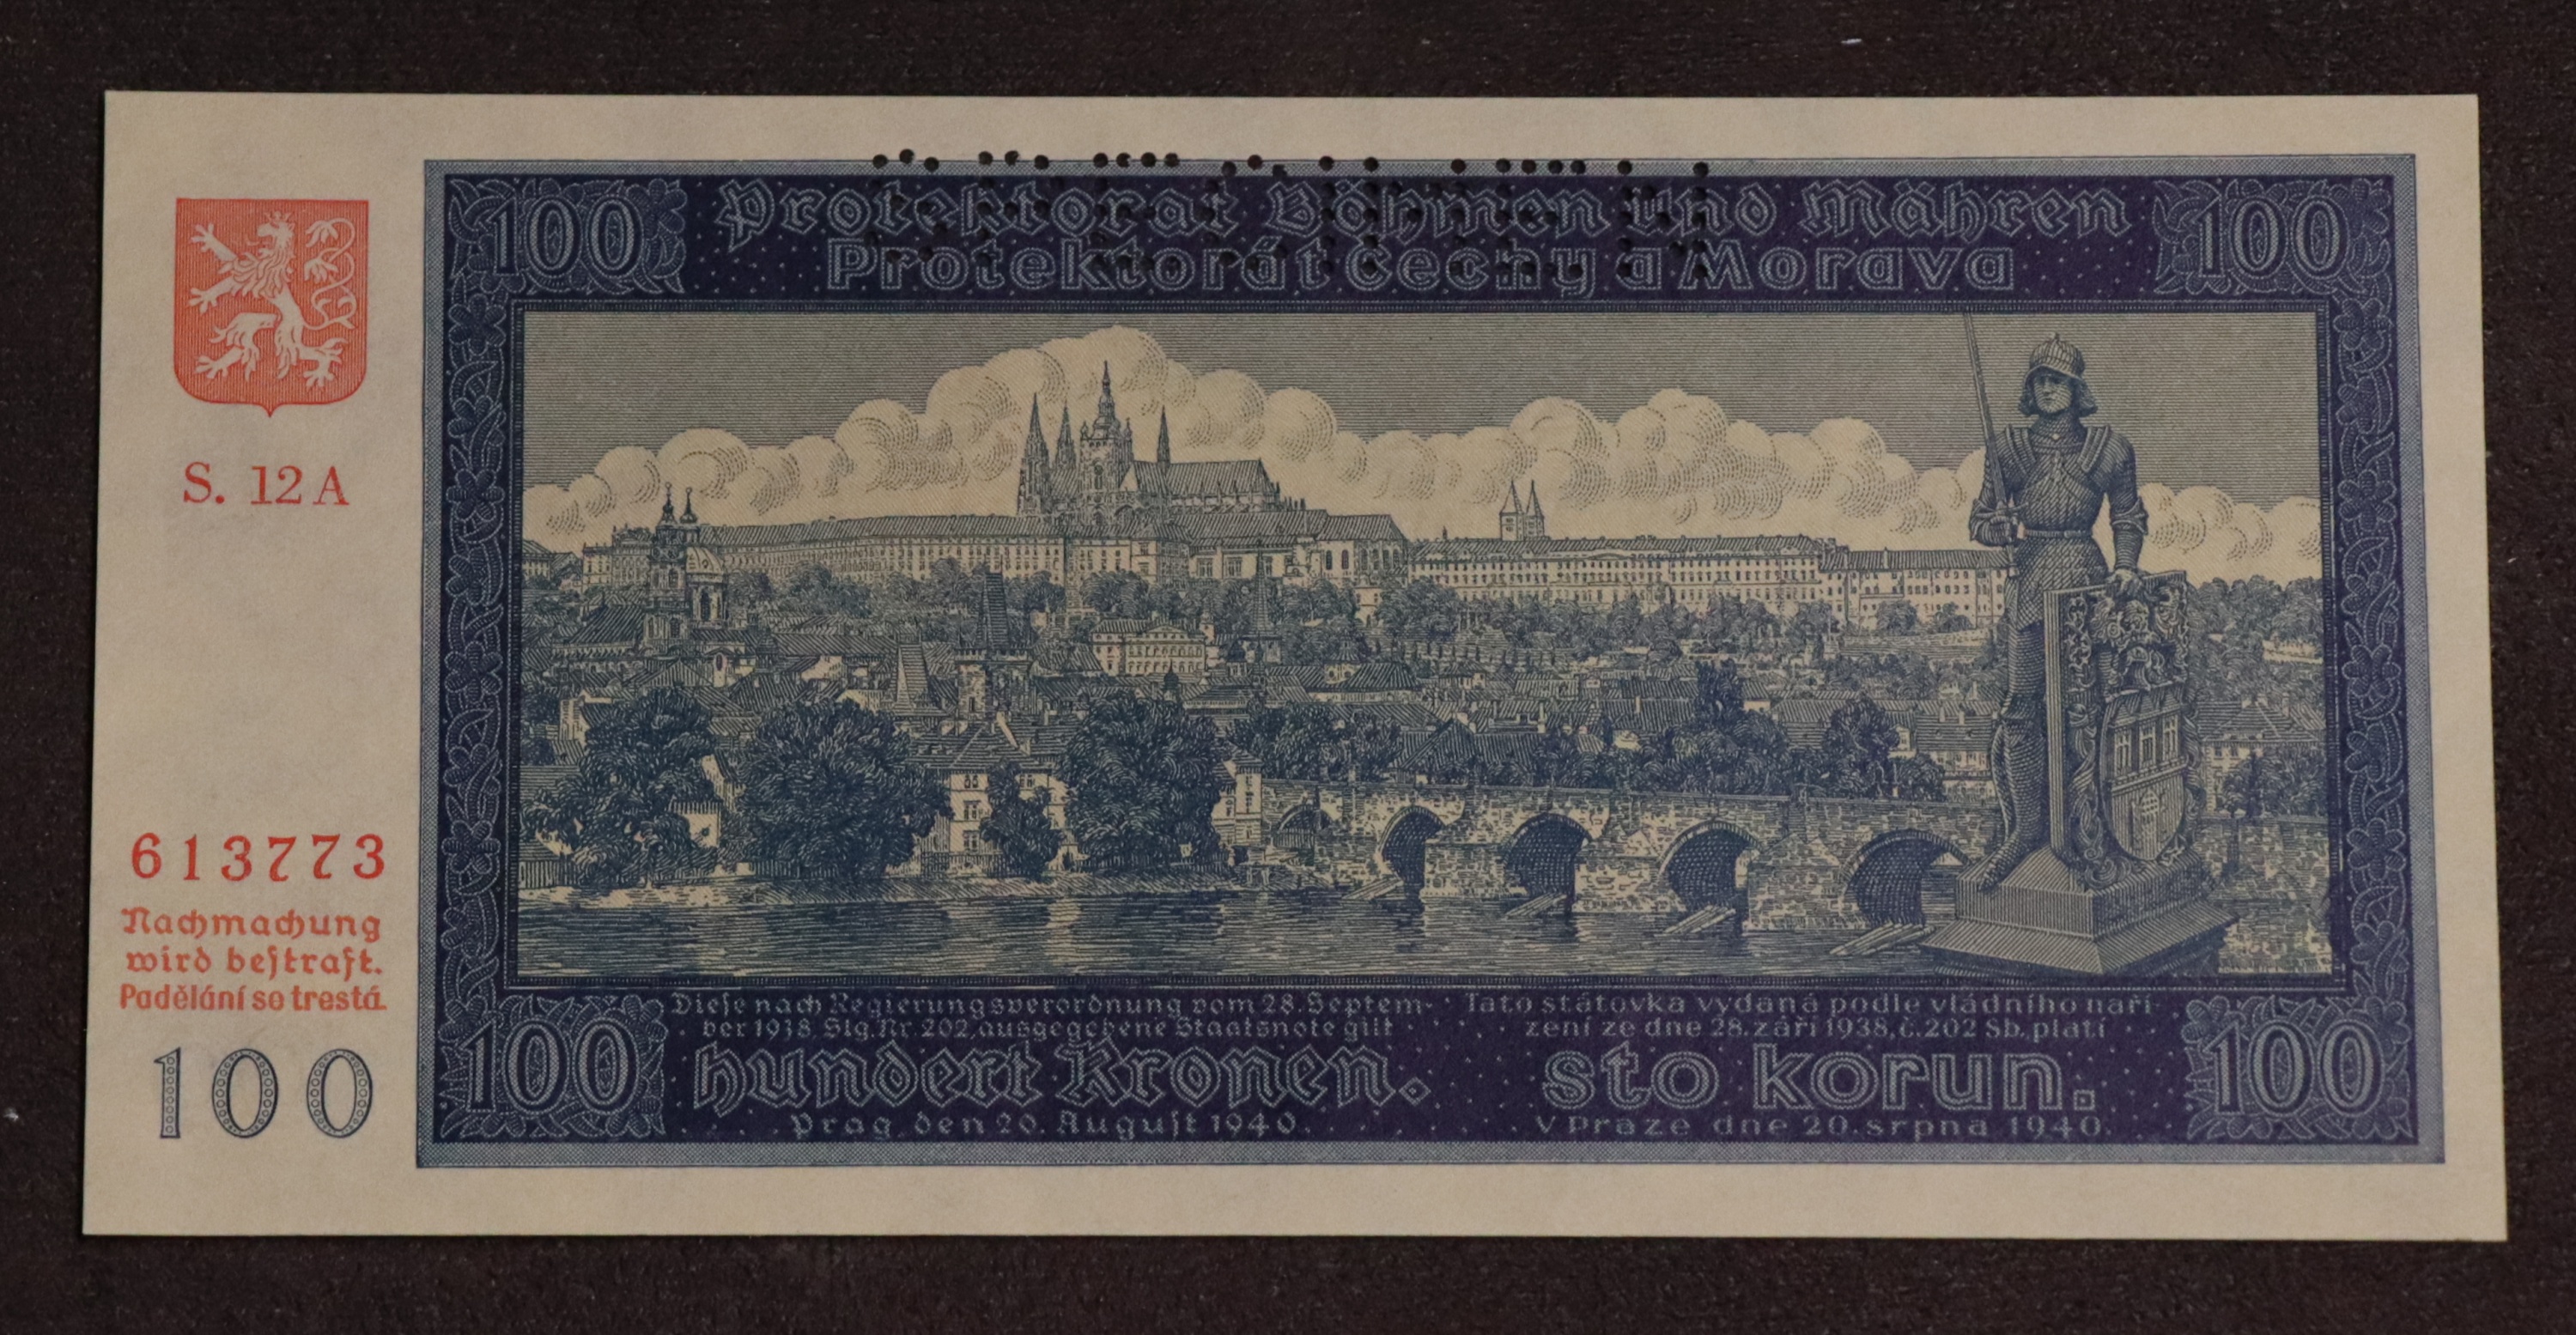 100 Protektorat Böhmen und Mähren 100
Protektorát Čechy a Morava
S. 12 A
613773
Nachmachung
wird bestraft.
Padělání se trestá.
100
Diese nach Regierungsverordnung vom 28. Septem-
ber 1938 Slg. Nr. 202, ausgegebene Staatsnote gilt
Tato státovka vydaná podle vládního naří-
zení ze dne 28. září 1938, č. 202 Sb. platí
100 hundert Kronen. sto korun. 100
Prag, den 20. August 1940.
V Praze dne 20. srpna 1940.